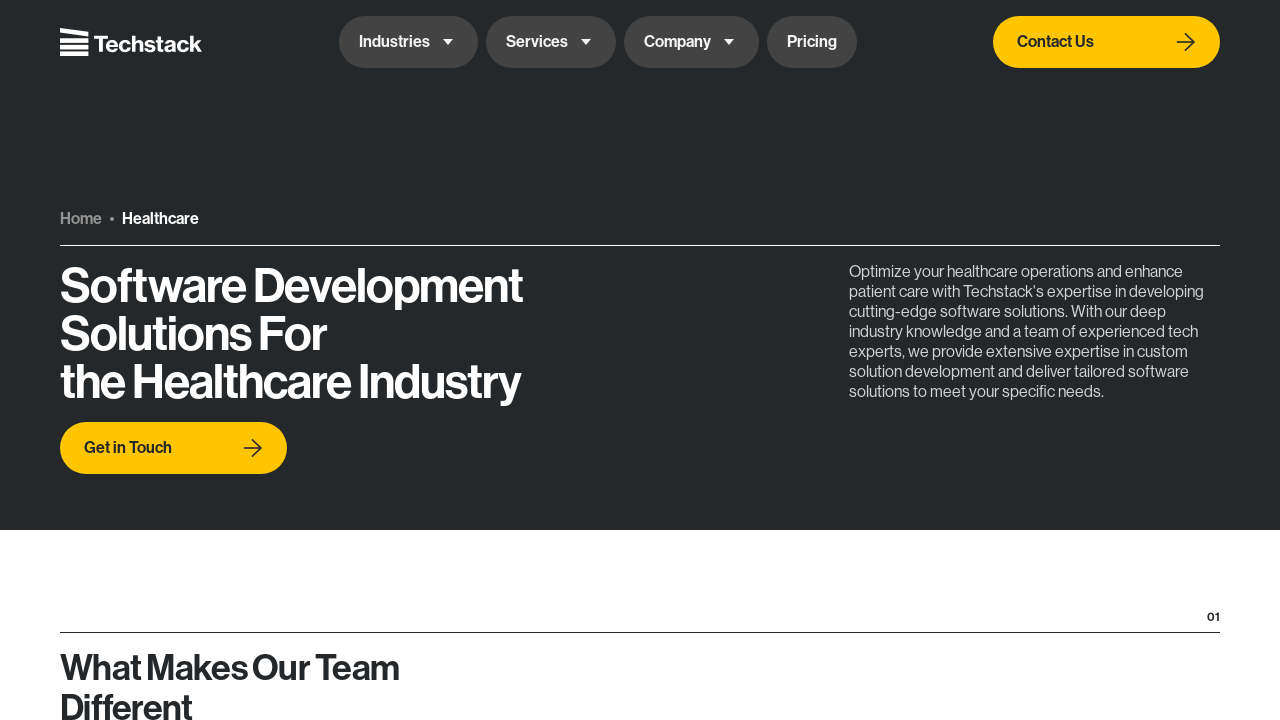 Techstack
Industries
Services
Company
Pricing
Contact Us
Home • Healthcare
Software Development
Solutions For
the Healthcare Industry
Optimize your healthcare operations and enhance
patient care with Techstack's expertise in developing
cutting-edge software solutions. With our deep
industry knowledge and a team of experienced tech
experts, we provide extensive expertise in custom
solution development and deliver tailored software
solutions to meet your specific needs.
Get in Touch
01
What Makes Our Team
Different